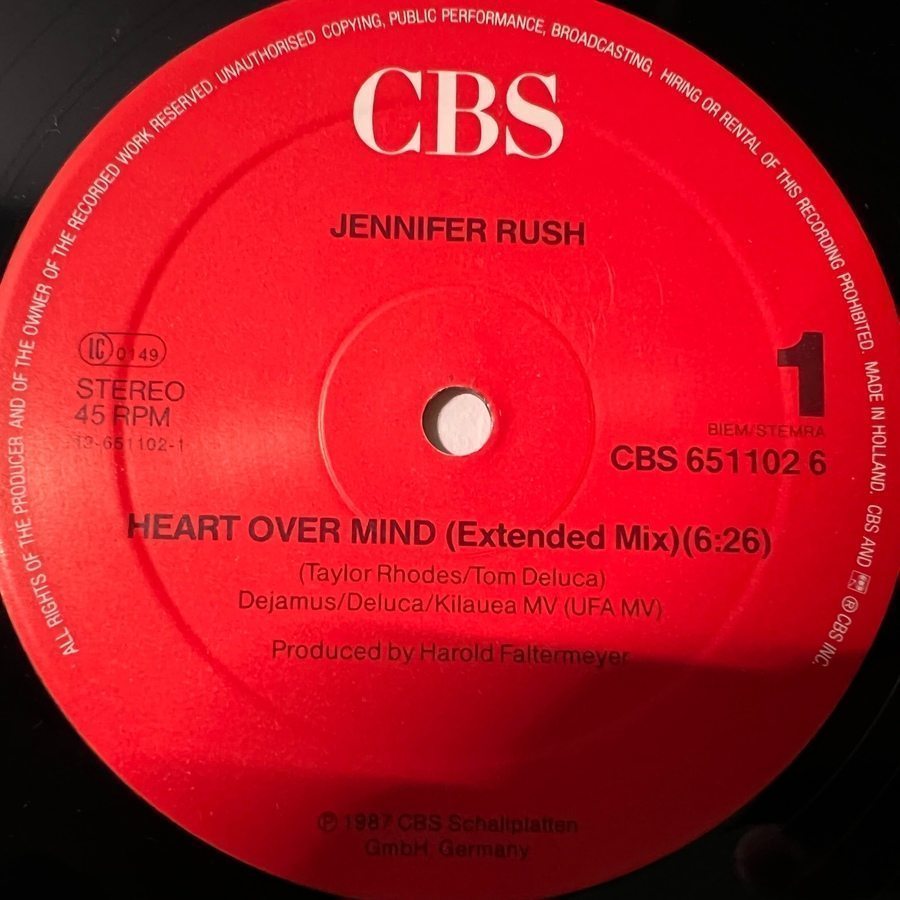 ALL RIGHTS OF THE PRODUCER AND OF THE OWNER OF THE RECORDED WORK RESERVED. UNAUTHORISED COPYING, PUBLIC PERFORMANCE, BROADCASTING, HIRING OR RENTAL OF THIS RECORDING PROHIBITED. MADE IN HOLLAND. CBS AND ® CBS INC.
CBS
JENNIFER RUSH
LC 0149
STEREO
45 RPM
13-651102-1
1
BIEM/STEMRA
CBS 651102 6
HEART OVER MIND (Extended Mix)(6:26)
(Taylor Rhodes/Tom Deluca)
Dejamus/Deluca/Kilauea MV (UFA MV)
Produced by Harold Faltermeyer
℗ 1987 CBS Schallplatten
GmbH Germany